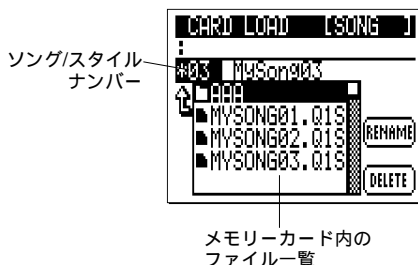 CARD LOAD [SONG ]
:
ソング/スタイル
ナンバー
*03 MySong03
AAA
MYSONG01.Q1S
MYSONG02.Q1S
MYSONG03.Q1S
RENAME
DELETE
メモリーカード内の
ファイル一覧